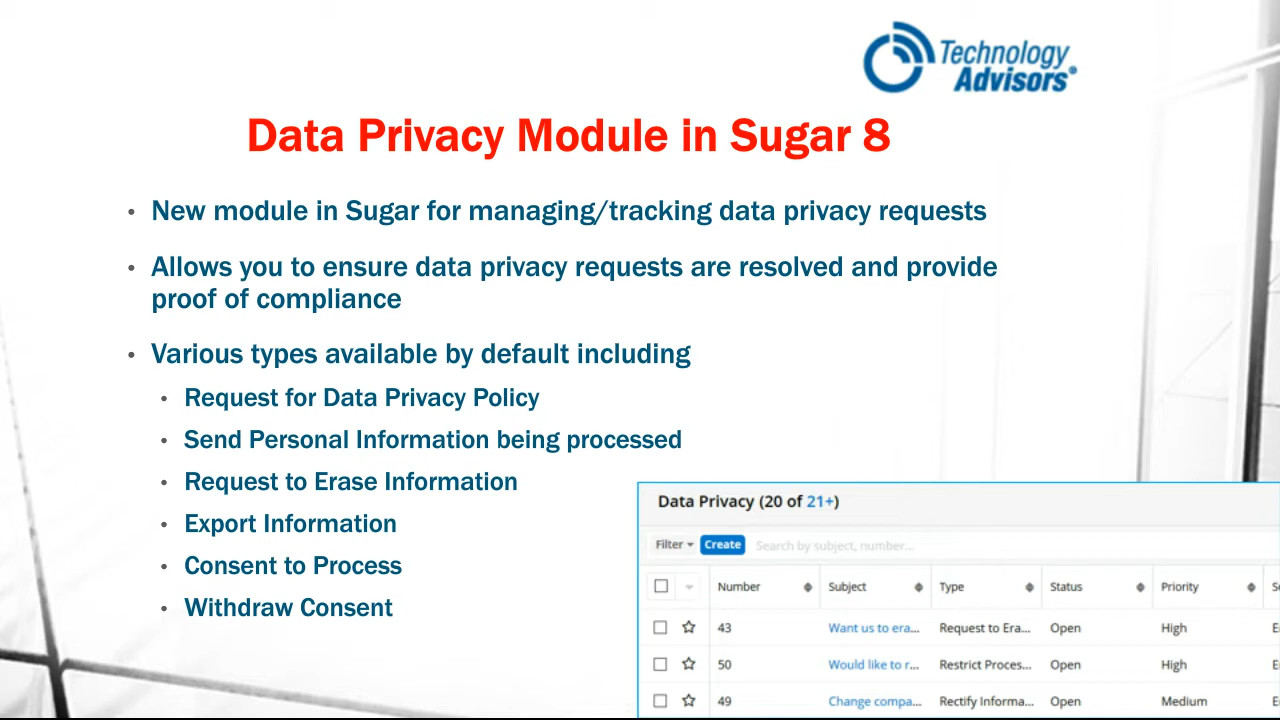 Technology
Advisors®
Data Privacy Module in Sugar 8
• New module in Sugar for managing/tracking data privacy requests
• Allows you to ensure data privacy requests are resolved and provide
proof of compliance
• Various types available by default including
• Request for Data Privacy Policy
• Send Personal Information being processed
• Request to Erase Information
• Export Information
• Consent to Process
• Withdraw Consent
Data Privacy (20 of 21+)
Filter Create Search by subject, number...
Number Subject Type Status Priority
43 Want us to era... Request to Era... Open High
50 Would like to r... Restrict Proces... Open High
49 Change compa... Rectify Informa... Open Medium